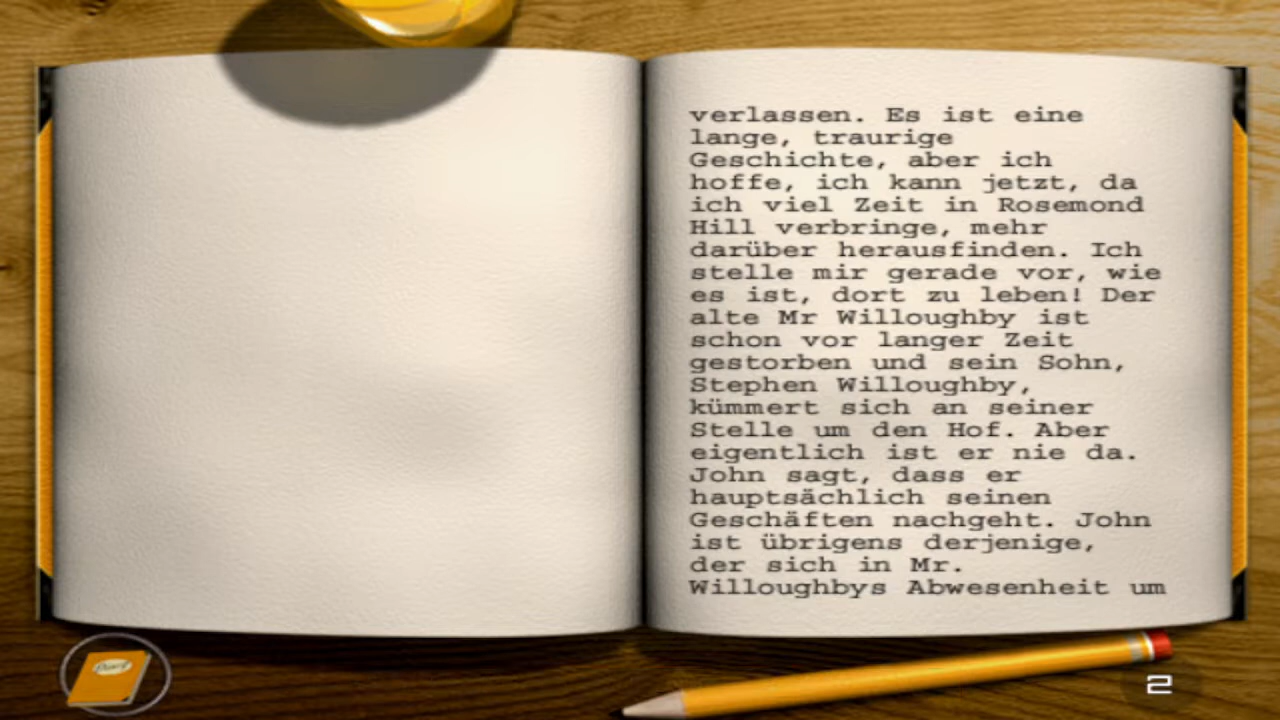 verlassen. Es ist eine
lange, traurige
Geschichte, aber ich
hoffe, ich kann jetzt, da
ich viel Zeit in Rosemond
Hill verbringe, mehr
darüber herausfinden. Ich
stelle mir gerade vor, wie
es ist, dort zu leben! Der
alte Mr Willoughby ist
schon vor langer Zeit
gestorben und sein Sohn,
Stephen Willoughby,
kümmert sich an seiner
Stelle um den Hof. Aber
eigentlich ist er nie da.
John sagt, dass er
hauptsächlich seinen
Geschäften nachgeht. John
ist übrigens derjenige,
der sich in Mr.
Willoughbys Abwesenheit um
Diary
2